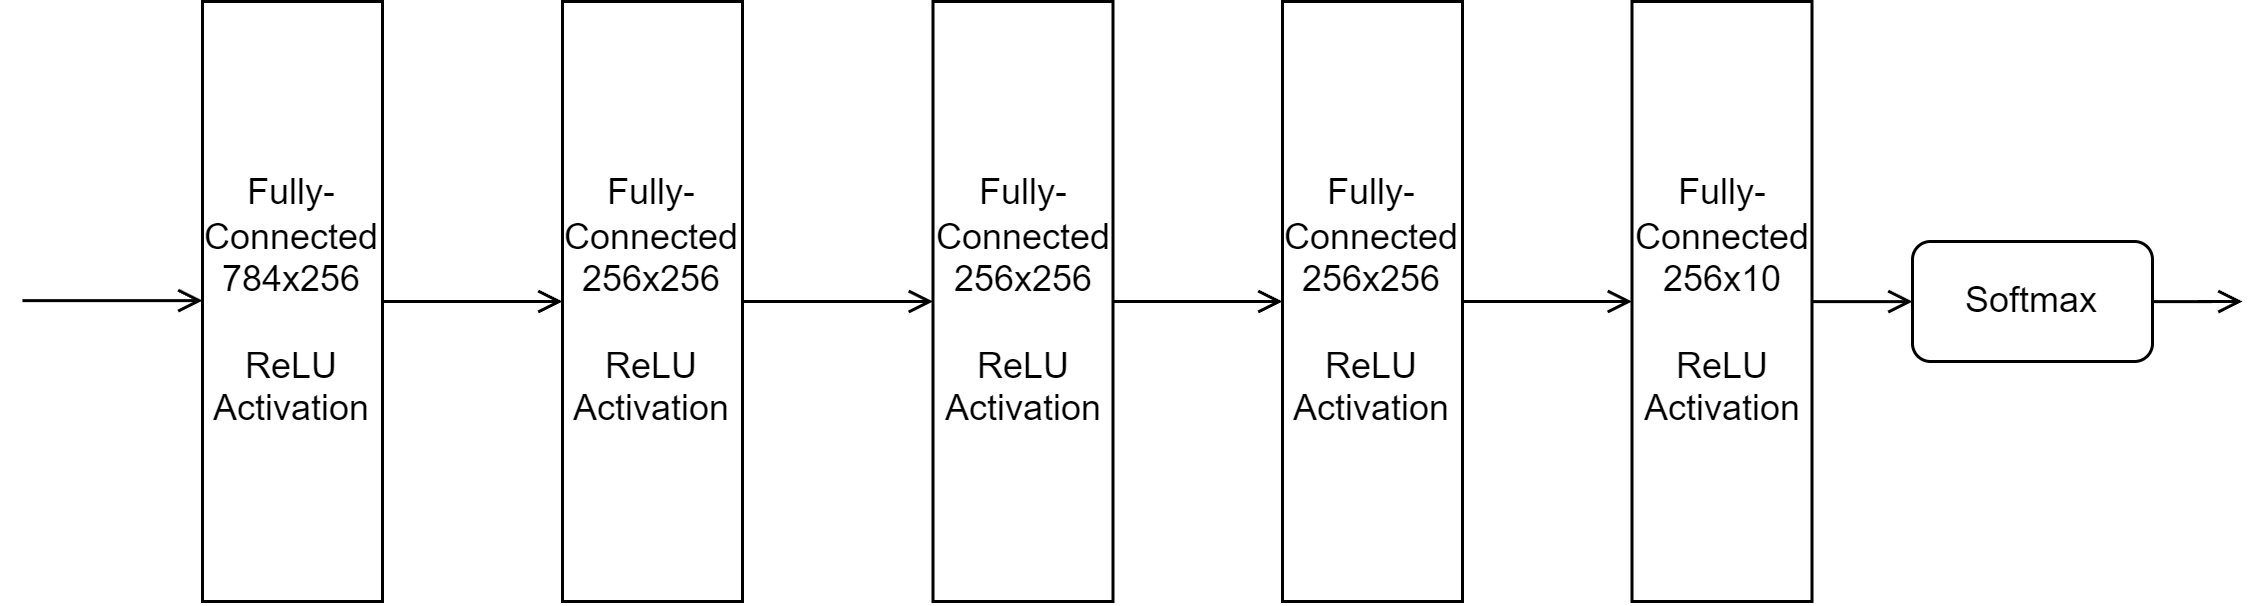 Fully-
Connected
784x256
ReLU
Activation
Fully-
Connected
256x256
ReLU
Activation
Fully-
Connected
256x256
ReLU
Activation
Fully-
Connected
256x256
ReLU
Activation
Fully-
Connected
256x10
ReLU
Activation
Softmax